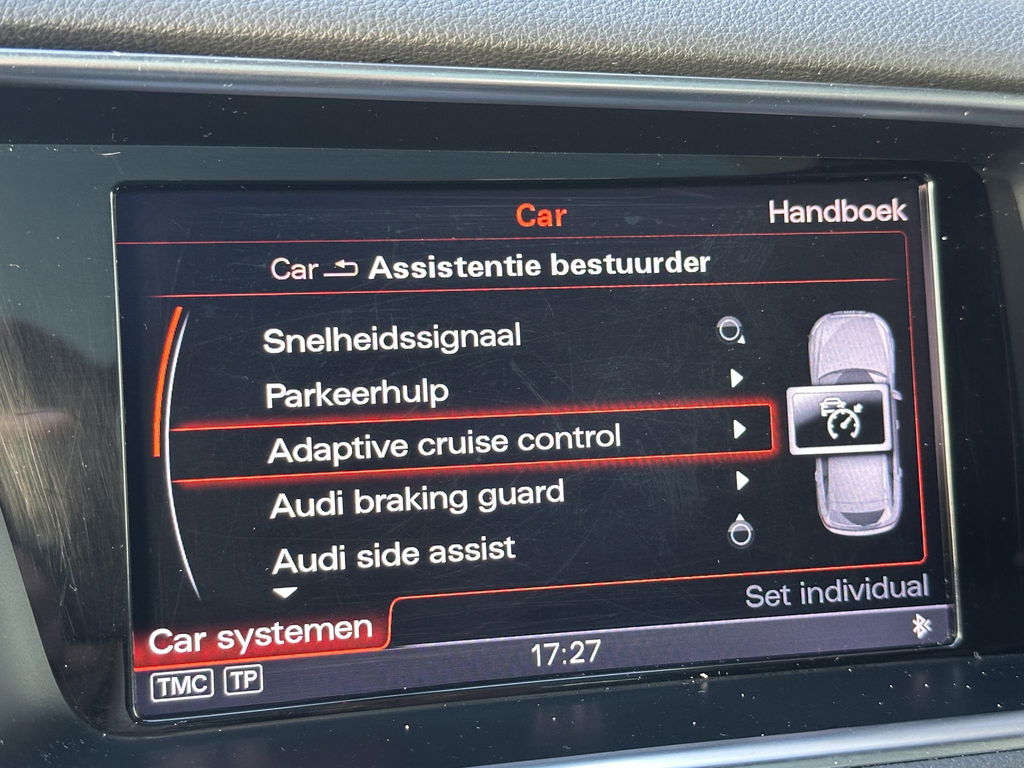 Car
Handboek
Car Assistentie bestuurder
Snelheidssignaal
Parkeerhulp
Adaptive cruise control
Audi braking guard
Audi side assist
Set individual
Car systemen
17:27
TMC TP